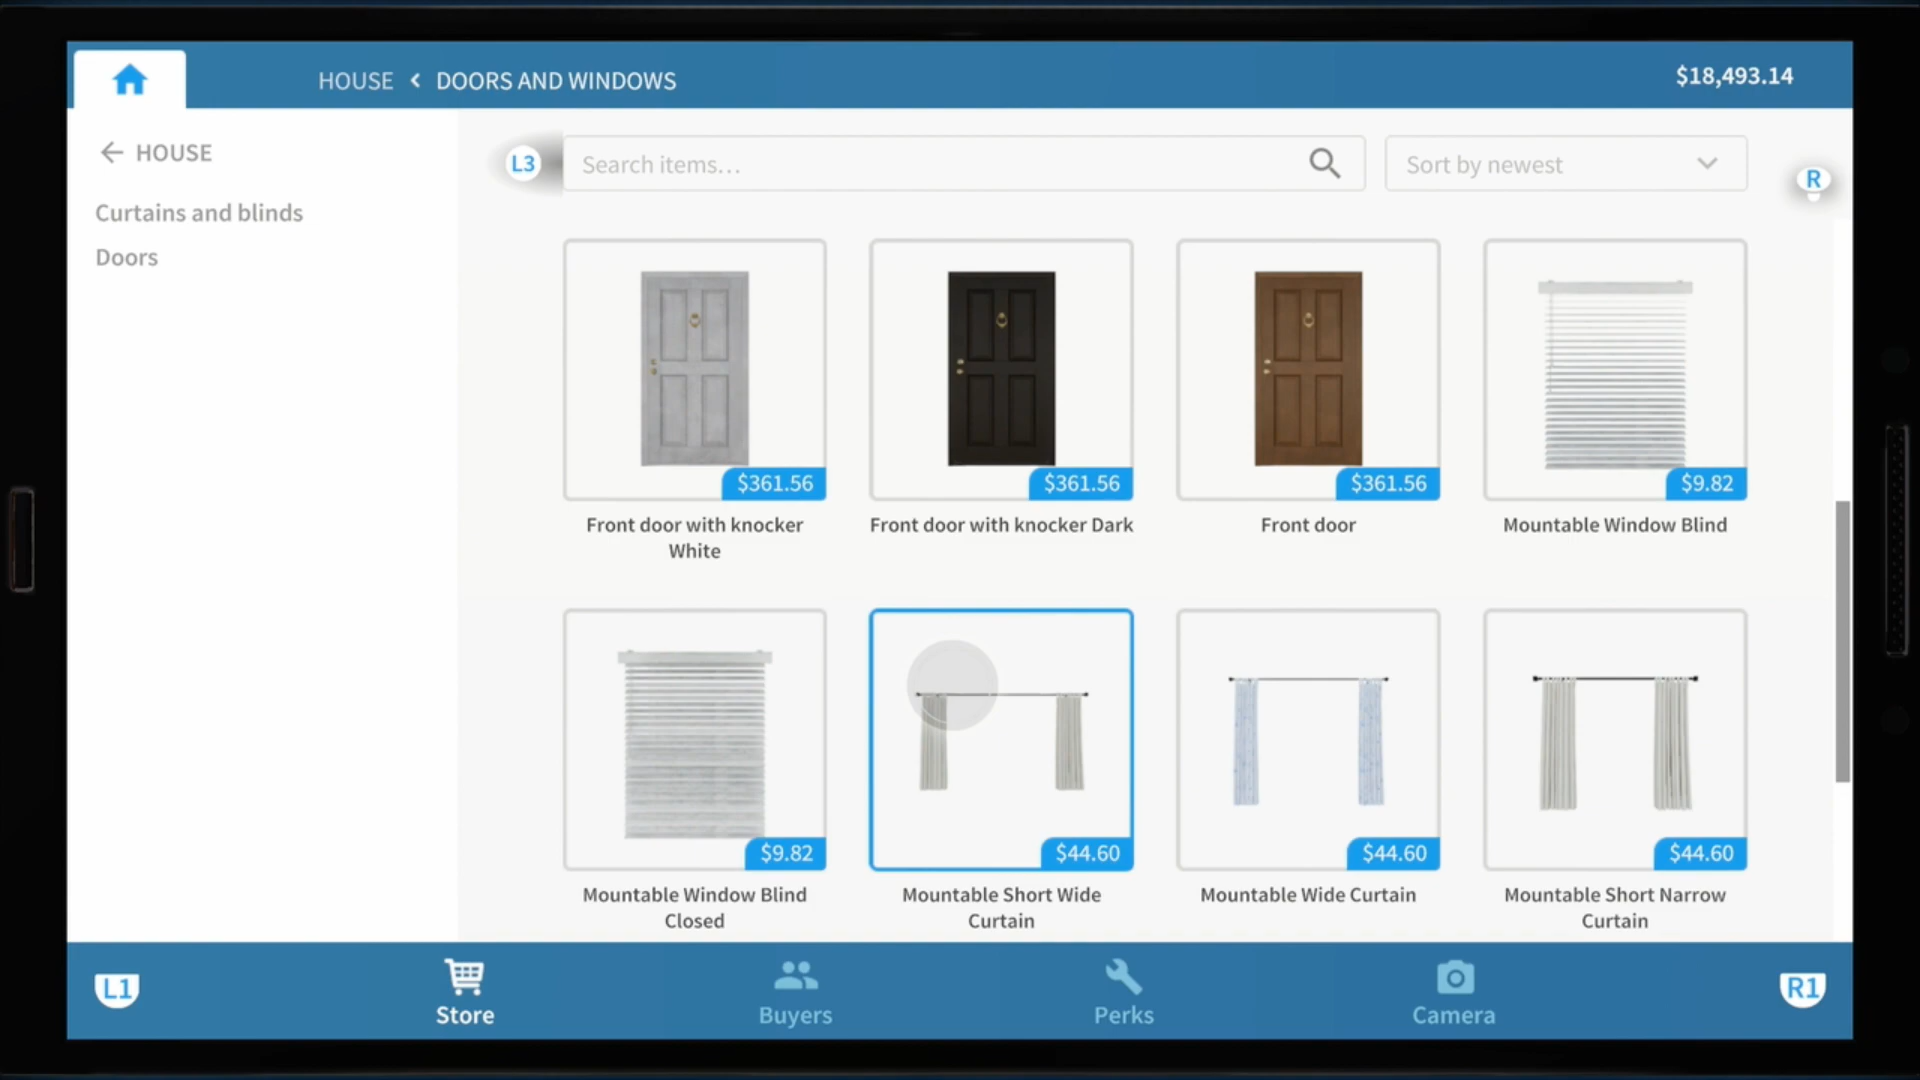 HOUSE < DOORS AND WINDOWS
$18,493.14
HOUSE
Curtains and blinds
Doors
L3
Search items...
Sort by newest
R
$361.56
$361.56
$361.56
$9.82
Front door with knocker
White
Front door with knocker Dark
Front door
Mountable Window Blind
$9.82
$44.60
$44.60
$44.60
Mountable Window Blind
Closed
Mountable Short Wide
Curtain
Mountable Wide Curtain
Mountable Short Narrow
Curtain
L1
Store
Buyers
Perks
Camera
R1